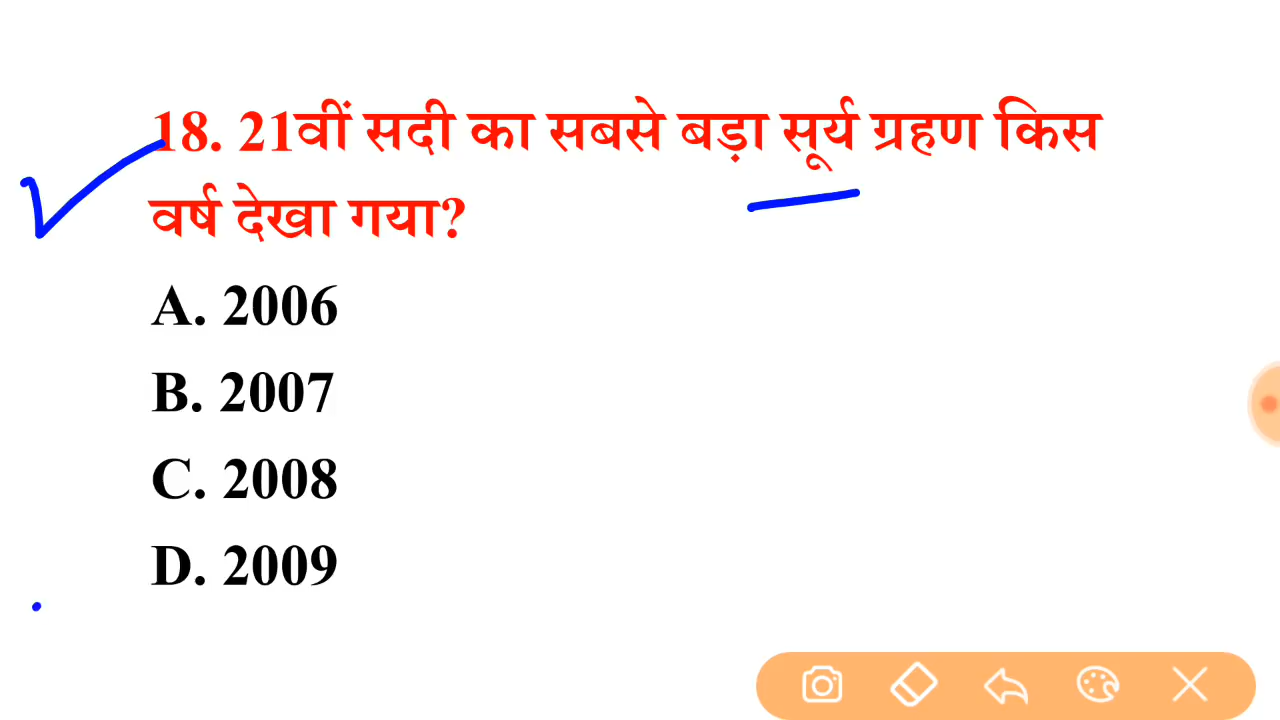 18. 21वीं सदी का सबसे बड़ा सूर्य ग्रहण किस
वर्ष देखा गया?
A. 2006
B. 2007
C. 2008
D. 2009